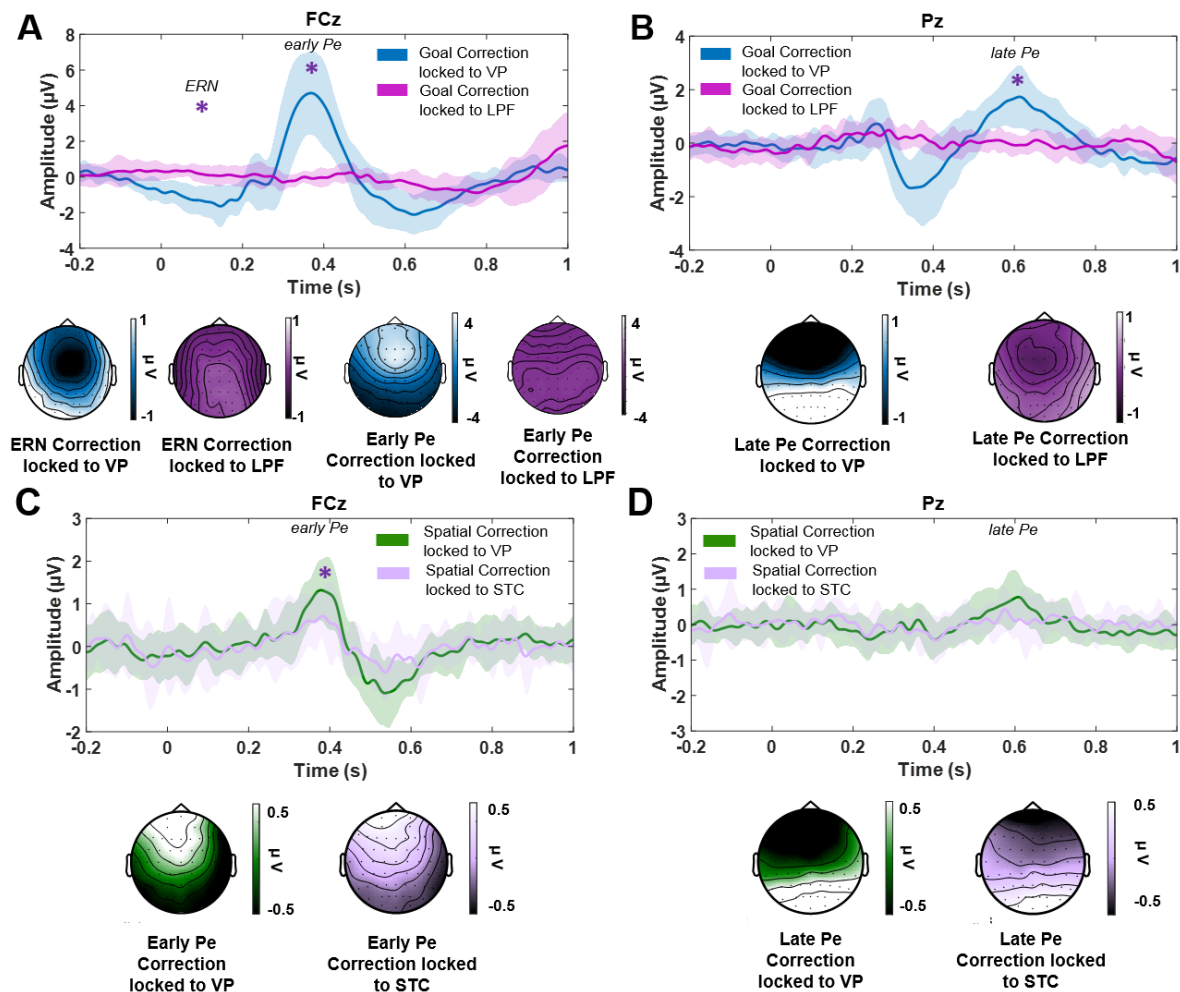 A
FCz
early Pe
*
ERN
*
Goal Correction
locked to VP
Goal Correction
locked to LPF
Amplitude (µV)
8
6
4
2
0
-2
-4
-0.2 0 0.2 0.4 0.6 0.8 1
Time (s)
B
Pz
late Pe
*
Goal Correction
locked to VP
Goal Correction
locked to LPF
Amplitude (µV)
4
2
0
-2
-4
-0.2 0 0.2 0.4 0.6 0.8 1
Time (s)
1
µ V
-1
ERN Correction
locked to VP
1
µ V
-1
ERN Correction
locked to LPF
4
µ V
-4
Early Pe
Correction locked
to VP
4
µ V
-4
Early Pe
Correction
locked to LPF
1
µ V
-1
Late Pe Correction
locked to VP
1
µ V
-1
Late Pe Correction
locked to LPF
C
FCz
early Pe
*
Spatial Correction
locked to VP
Spatial Correction
locked to STC
Amplitude (µV)
3
2
1
0
-1
-2
-0.2 0 0.2 0.4 0.6 0.8 1
Time (s)
D
Pz
late Pe
Spatial Correction
locked to VP
Spatial Correction
locked to STC
Amplitude (µV)
3
2
1
0
-1
-2
-3
-0.2 0 0.2 0.4 0.6 0.8 1
Time (s)
0.5
µ V
-0.5
Early Pe
Correction
locked to VP
0.5
µ V
-0.5
Early Pe
Correction locked
to STC
0.5
µ V
-0.5
Late Pe
Correction
locked to VP
0.5
µ V
-0.5
Late Pe
Correction locked
to STC